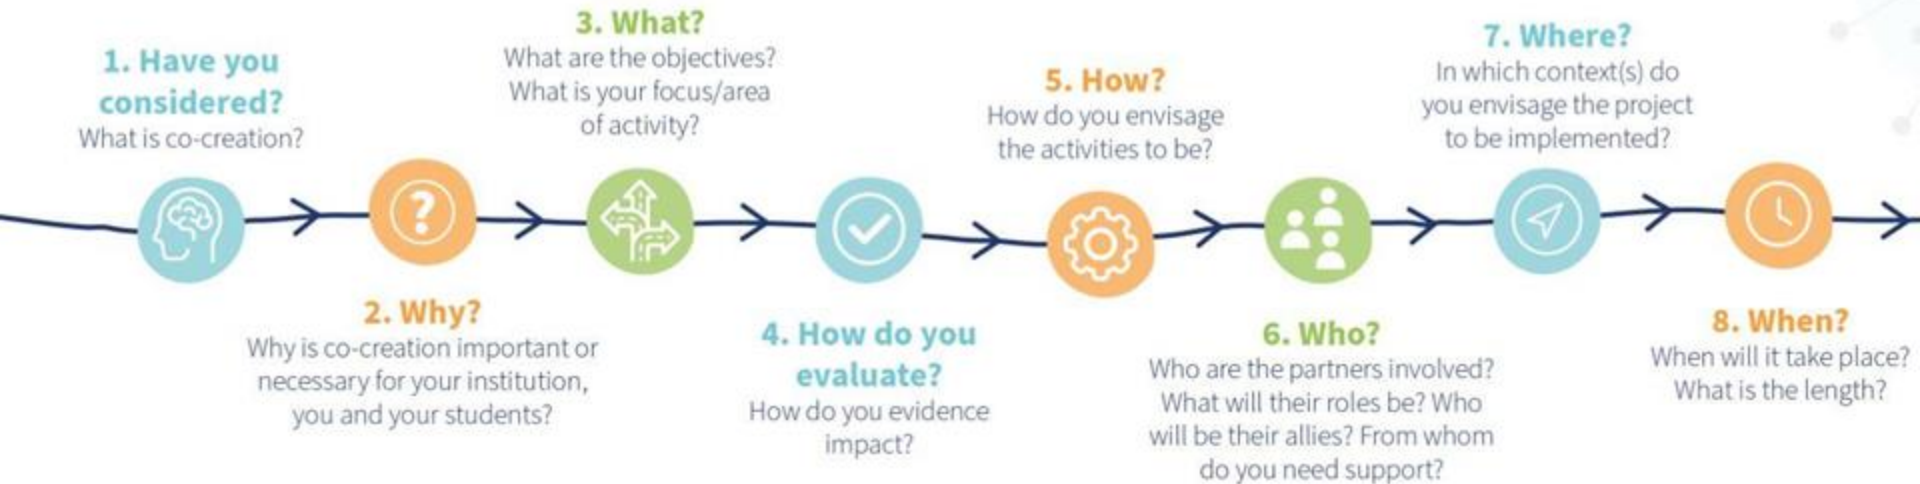 1. Have you
considered?
What is co-creation?
2. Why?
Why is co-creation important or
necessary for your institution,
you and your students?
3. What?
What are the objectives?
What is your focus/area
of activity?
4. How do you
evaluate?
How do you evidence
impact?
5. How?
How do you envisage
the activities to be?
6. Who?
Who are the partners involved?
What will their roles be? Who
will be their allies? From whom
do you need support?
7. Where?
In which context(s) do
you envisage the project
to be implemented?
8. When?
When will it take place?
What is the length?